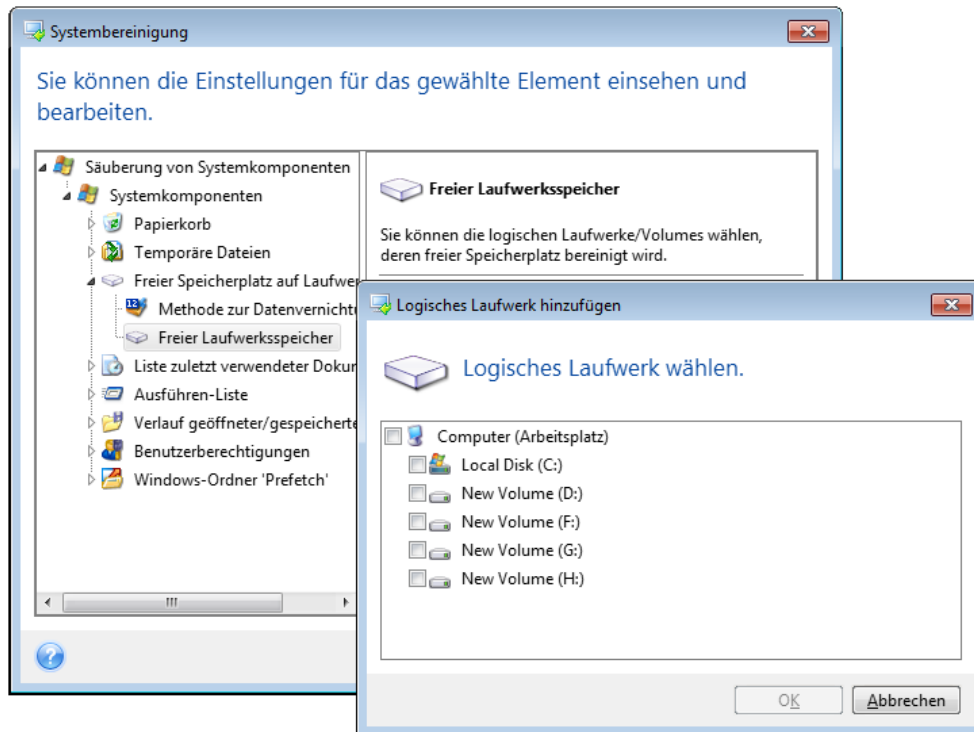 Systembereinigung
Sie können die Einstellungen für das gewählte Element einsehen und
bearbeiten.
Säuberung von Systemkomponenten
Systemkomponenten
Papierkorb
Temporäre Dateien
Freier Speicherplatz auf Laufwer
Methode zur Datenvernichtu
Freier Laufwerksspeicher
Liste zuletzt verwendeter Dokur
Ausführen-Liste
Verlauf geöffneter/gespeicherte
Benutzerberechtigungen
Windows-Ordner 'Prefetch'
Freier Laufwerksspeicher
Sie können die logischen Laufwerke/Volumes wählen,
deren freier Speicherplatz bereinigt wird.
Logisches Laufwerk hinzufügen
Logisches Laufwerk wählen.
Computer (Arbeitsplatz)
Local Disk (C:)
New Volume (D:)
New Volume (F:)
New Volume (G:)
New Volume (H:)
OK
Abbrechen